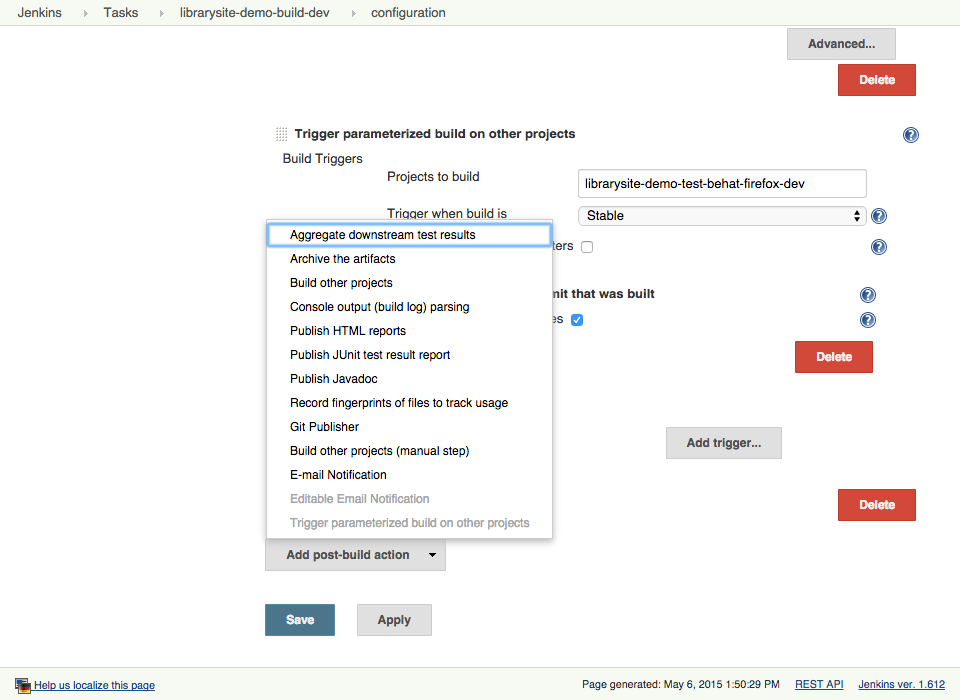 Jenkins Tasks librarysite-demo-build-dev configuration
Advanced...
Delete
Trigger parameterized build on other projects
Build Triggers
Projects to build
librarysite-demo-test-behat-firefox-dev
Trigger when build is
Stable
Aggregate downstream test results
Archive the artifacts
Build other projects
Console output (build log) parsing
Publish HTML reports
Publish JUnit test result report
Publish Javadoc
Record fingerprints of files to track usage
Git Publisher
Build other projects (manual step)
E-mail Notification
Editable Email Notification
Trigger parameterized build on other projects
that was built
Delete
Add trigger...
Delete
Add post-build action
Save Apply
Help us localize this page
Page generated: May 6, 2015 1:50:29 PM REST API Jenkins ver. 1.612